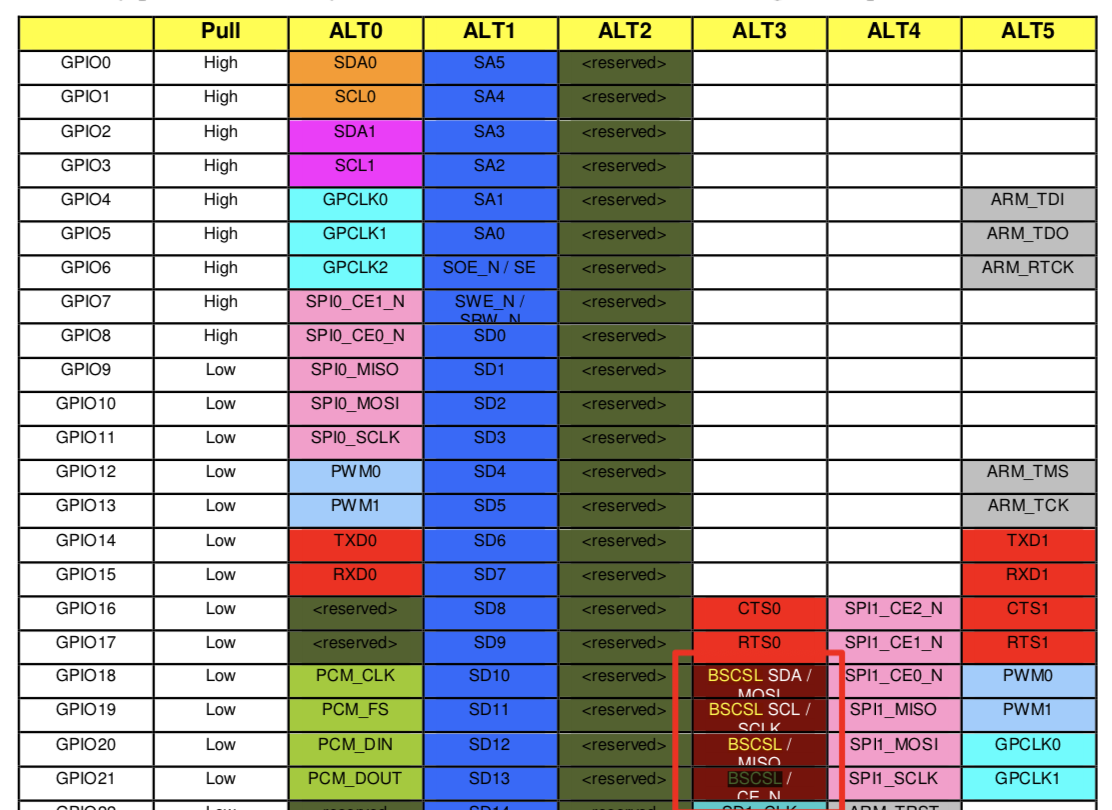 Pull ALT0 ALT1 ALT2 ALT3 ALT4 ALT5
GPIO0 High SDA0 SA5 <reserved>
GPIO1 High SCL0 SA4 <reserved>
GPIO2 High SDA1 SA3 <reserved>
GPIO3 High SCL1 SA2 <reserved>
GPIO4 High GPCLK0 SA1 <reserved> ARM_TDI
GPIO5 High GPCLK1 SA0 <reserved> ARM_TDO
GPIO6 High GPCLK2 SOE_N / SE <reserved> ARM_RTCK
GPIO7 High SPI0_CE1_N SWE_N / <reserved>
SRW_N
GPIO8 High SPI0_CE0_N SD0 <reserved>
GPIO9 Low SPI0_MISO SD1 <reserved>
GPIO10 Low SPI0_MOSI SD2 <reserved>
GPIO11 Low SPI0_SCLK SD3 <reserved>
GPIO12 Low PWM0 SD4 <reserved> ARM_TMS
GPIO13 Low PWM1 SD5 <reserved> ARM_TCK
GPIO14 Low TXD0 SD6 <reserved> TXD1
GPIO15 Low RXD0 SD7 <reserved> RXD1
GPIO16 Low <reserved> SD8 <reserved> CTS0 SPI1_CE2_N CTS1
GPIO17 Low <reserved> SD9 <reserved> RTS0 SPI1_CE1_N RTS1
GPIO18 Low PCM_CLK SD10 <reserved> BSCSL SDA / SPI1_CE0_N PWM0
MOSI
GPIO19 Low PCM_FS SD11 <reserved> BSCSL SCL / SPI1_MISO PWM1
SCLK
GPIO20 Low PCM_DIN SD12 <reserved> BSCSL / SPI1_MOSI GPCLK0
MISO
GPIO21 Low PCM_DOUT SD13 <reserved> BSCSL / SPI1_SCLK GPCLK1
CE_N
SD1_CLK ARM_TRST